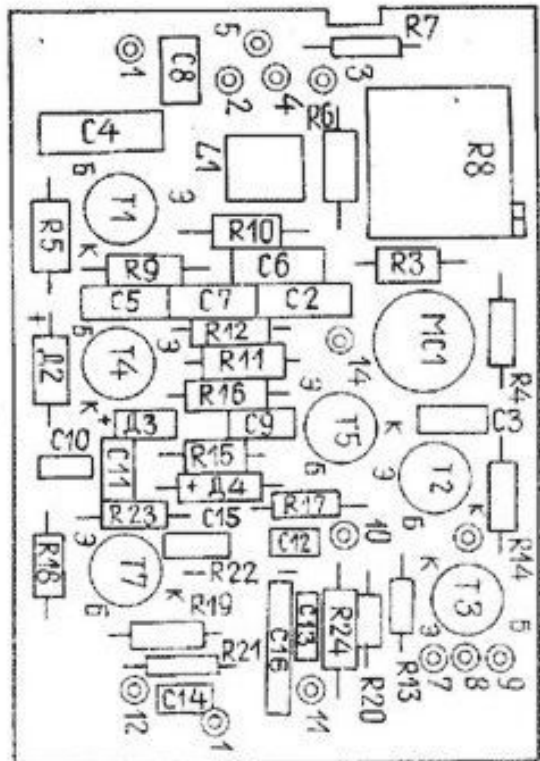 R7
5
1
C8
2
4
3
C4
R6
L1
R8
Б
T1
Э
R5
К
R10
R9
C6
R3
C5
C7
C2
+
Б
R12
Э
14
MC1
Д2
T4
R11
R4
К
R16
Э
+
Д3
C9
T5
К
C3
C10
C11
R15
Б
Э
T2
+ Д4
R17
Б
К
R23
C15
Э
C12
10
R14
R18
T7
R22
К
T3
Б
К
R19
C16
C13
R24
R20
R13
Э
Б
R21
7
8
9
12
C14
1
11